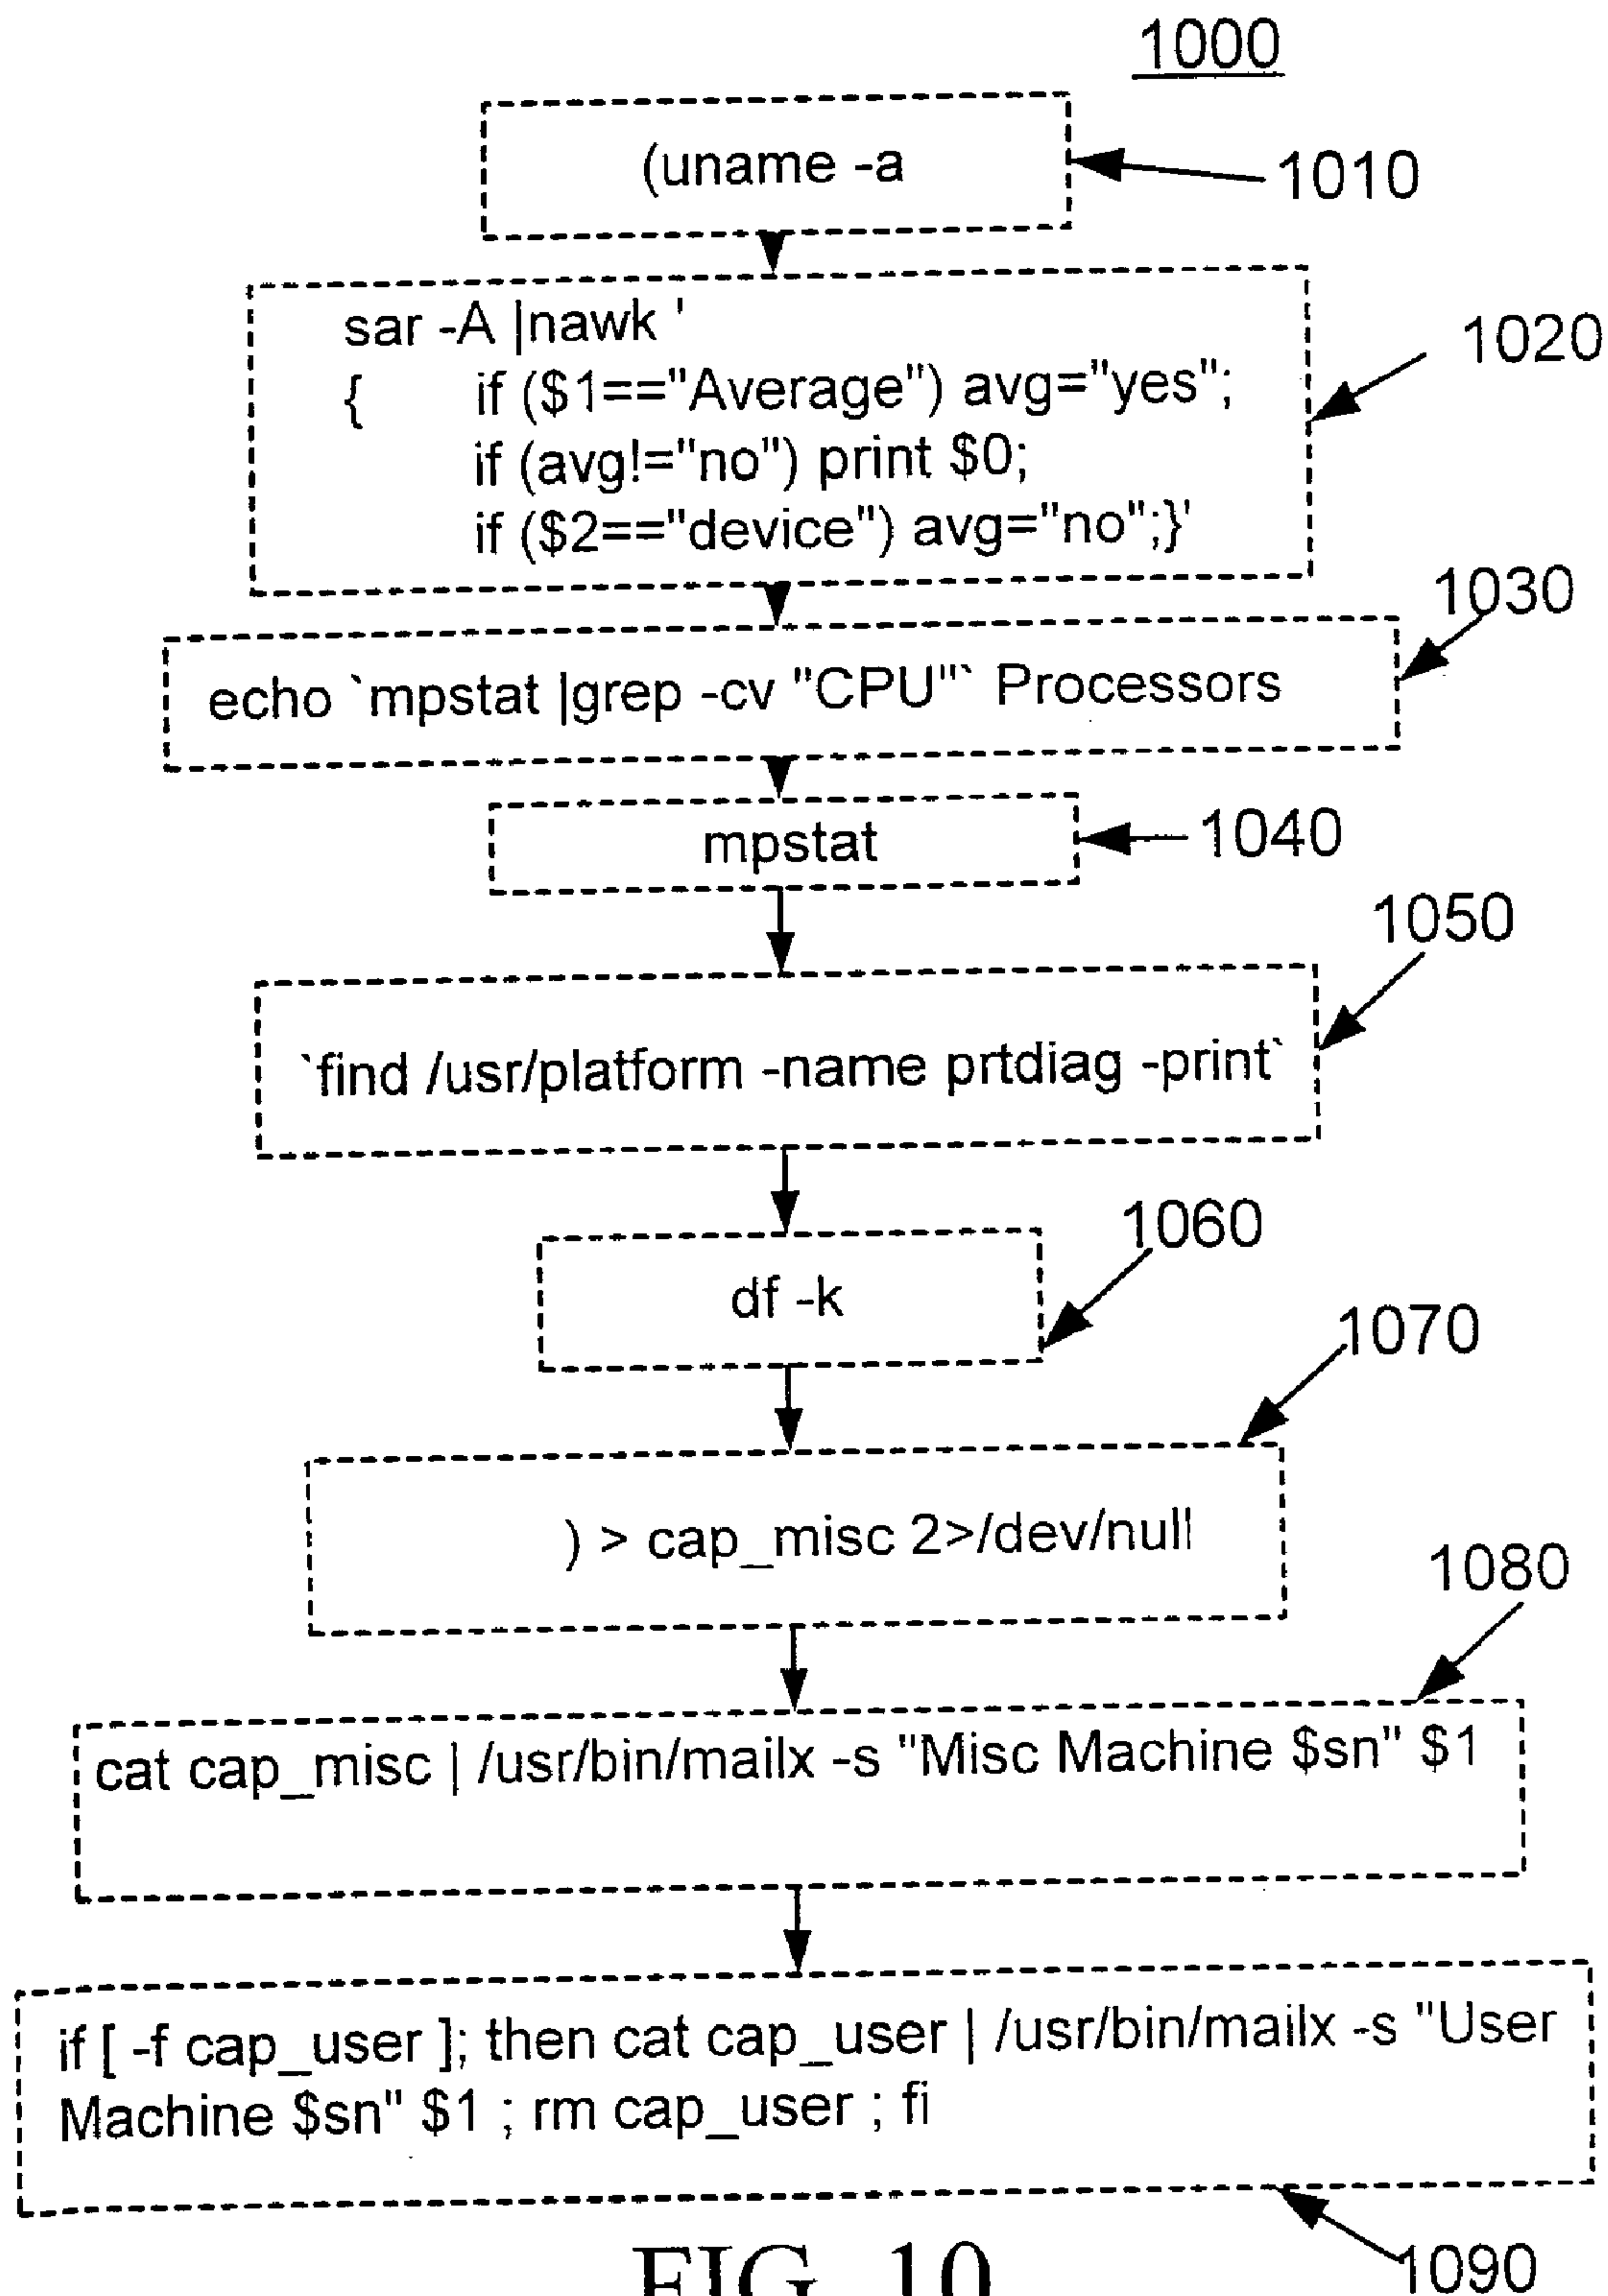 1000
(uname -a
1010
sar -A |nawk '
{ if ($1=="Average") avg="yes";
if (avg!="no") print $0;
if ($2=="device") avg="no";}'
1020
1030
echo `mpstat |grep -cv "CPU"` Processors
mpstat
1040
1050
`find /usr/platform -name prtdiag -print`
1060
df -k
1070
) > cap_misc 2>/dev/null
1080
cat cap_misc | /usr/bin/mailx -s "Misc Machine $sn" $1
if [ -f cap_user ]; then cat cap_user | /usr/bin/mailx -s "User
Machine $sn" $1 ; rm cap_user ; fi
1090
FIG. 10